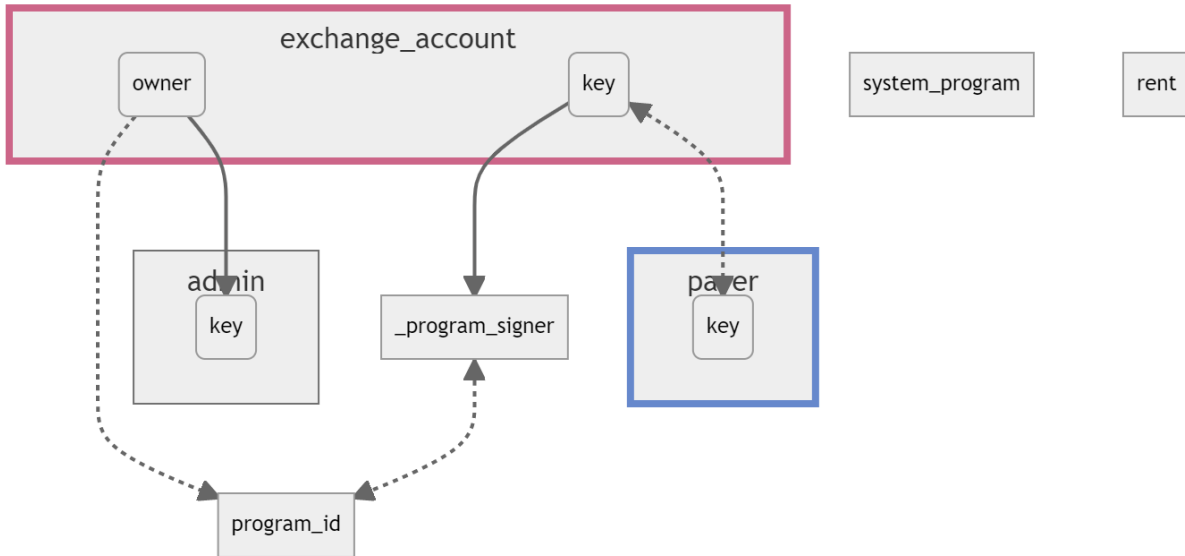 exchange_account
owner
key
system_program
rent
admin
key
_program_signer
payer
key
program_id